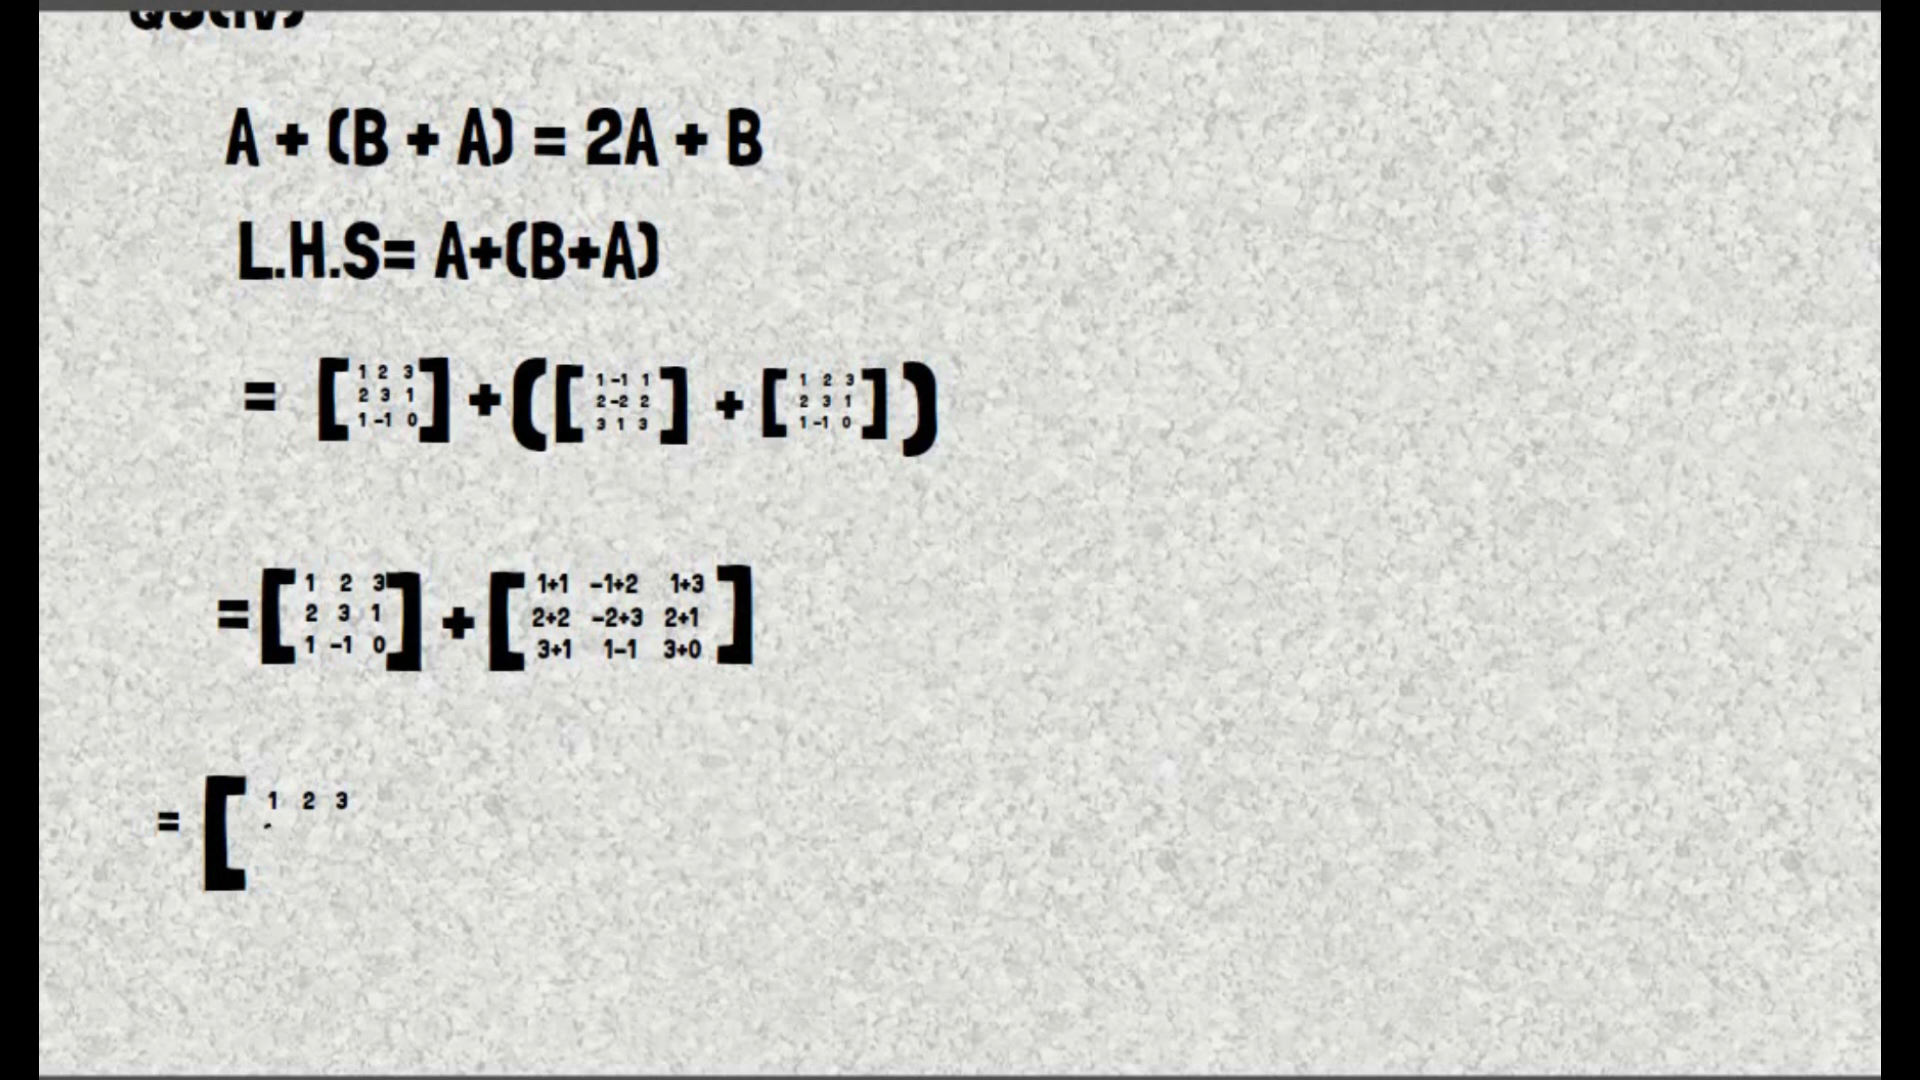 A + (B + A) = 2A + B
L.H.S= A+(B+A)
= [1 2 3 2 3 1 1 -1 0] + ([1 -1 1 2 -2 2 3 1 3] + [1 2 3 2 3 1 1 -1 0])
= [1 2 3 2 3 1 1 -1 0] + [1+1 -1+2 1+3 2+2 -2+3 2+1 3+1 1-1 3+0]
= [1 2 3